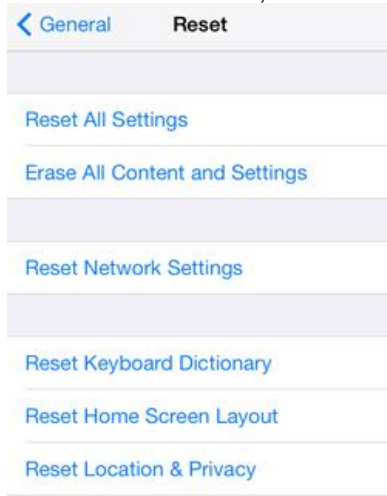 General Reset
Reset All Settings
Erase All Content and Settings
Reset Network Settings
Reset Keyboard Dictionary
Reset Home Screen Layout
Reset Location & Privacy